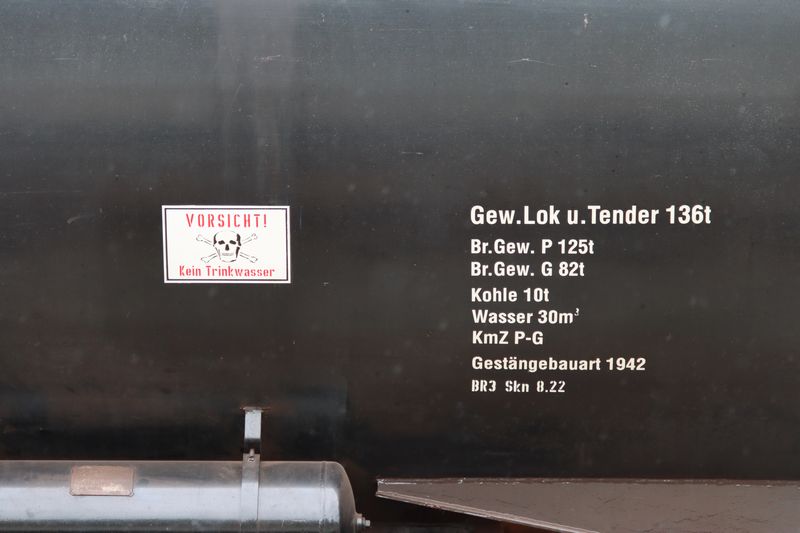 VORSICHT!
Kein Trinkwasser
Gew.Lok u.Tender 136t
Br.Gew. P 125t
Br.Gew. G 82t
Kohle 10t
Wasser 30m³
KmZ P-G
Gestängebauart 1942
BR3 Skn 8.22